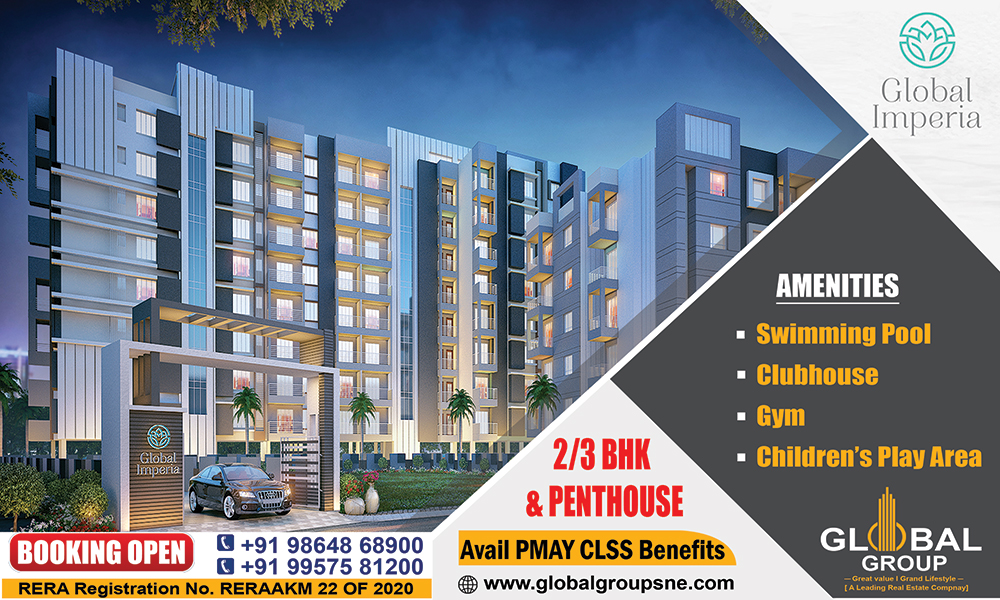 Global
Imperia
AMENITIES
▪ Swimming Pool
▪ Clubhouse
▪ Gym
▪ Children's Play Area
Global
Imperia
2/3 BHK
& PENTHOUSE
BOOKING OPEN
+91 98648 68900
+91 99575 81200
RERA Registration No. RERAAKM 22 OF 2020
Avail PMAY CLSS Benefits
www.globalgroupsne.com
GLOBAL
GROUP
— Great value I Grand Lifestyle —
[ A Leading Real Estate Compnay]